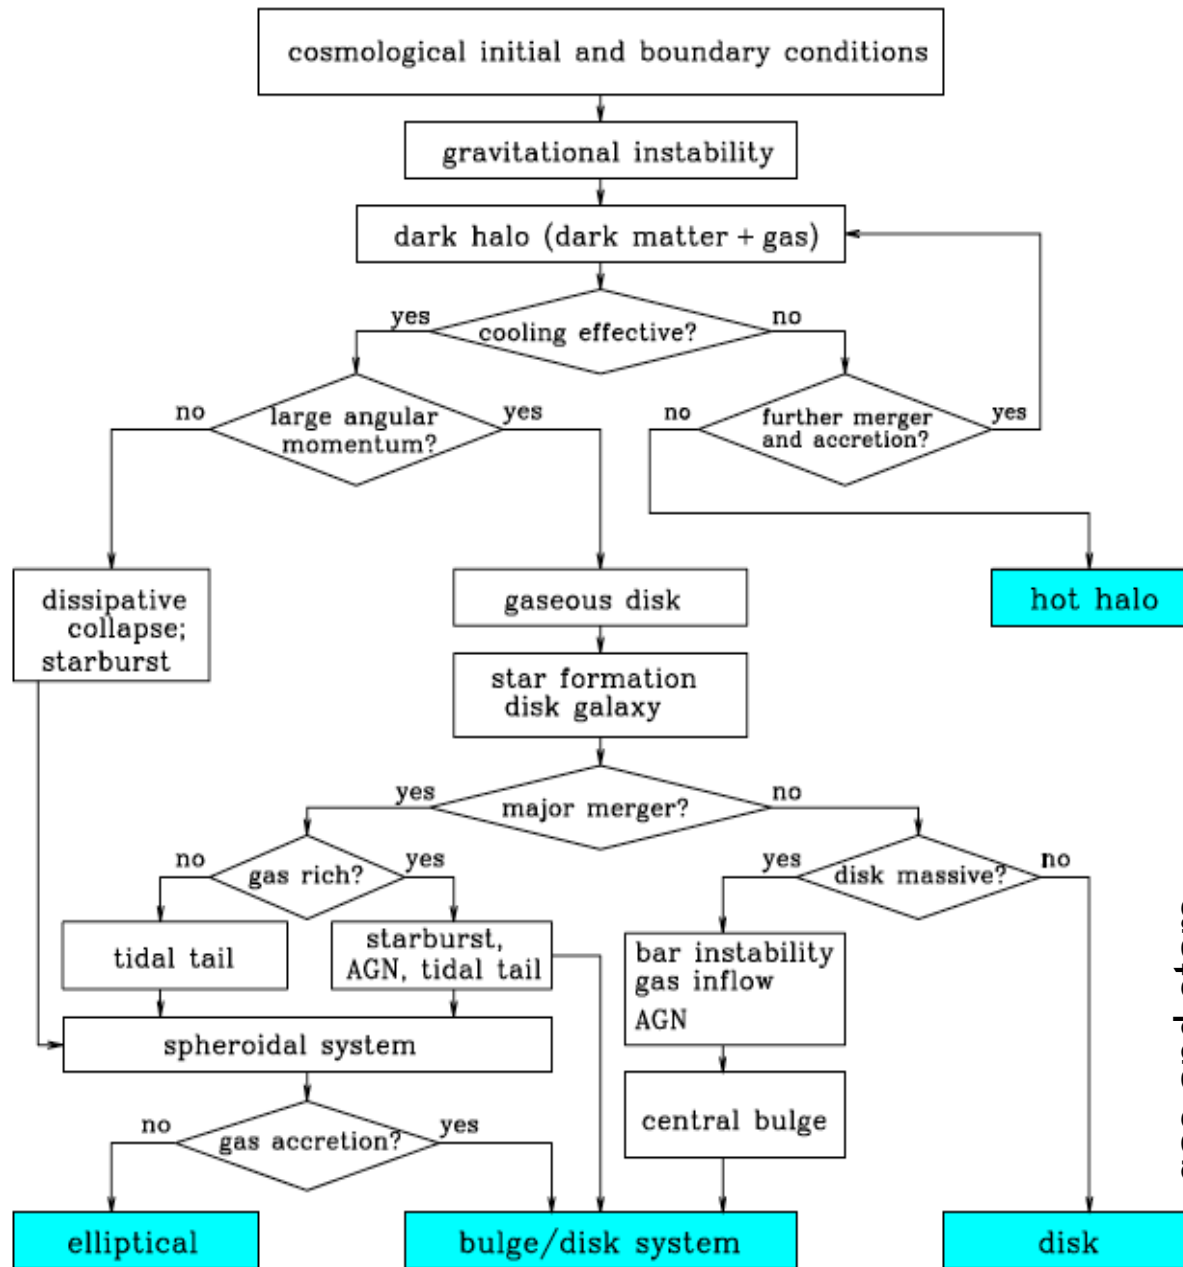 cosmological initial and boundary conditions
gravitational instability
dark halo (dark matter + gas)
yes
cooling effective?
no
no
large angular
momentum?
yes
no
further merger
and accretion?
yes
dissipative
collapse;
starburst
gaseous disk
hot halo
star formation
disk galaxy
yes
major merger?
no
no
gas rich?
yes
yes
disk massive?
no
tidal tail
starburst,
AGN, tidal tail
bar instability
gas inflow
AGN
spheroidal system
central bulge
no
gas accretion?
yes
elliptical
bulge/disk system
disk